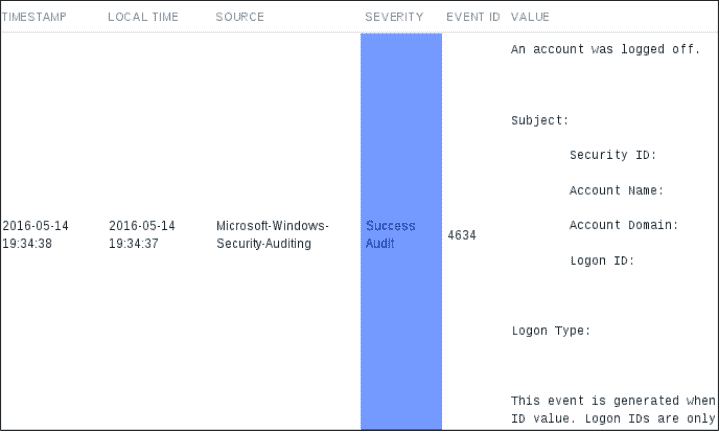 TIMESTAMP LOCAL TIME SOURCE SEVERITY EVENT ID VALUE
An account was logged off.
Subject:
Security ID:
Account Name:
2016-05-14 2016-05-14 Microsoft-Windows- Success Account Domain:
19:34:38 19:34:37 Security-Auditing Audit 4634
Logon ID:
Logon Type:
This event is generated when
ID value. Logon IDs are only